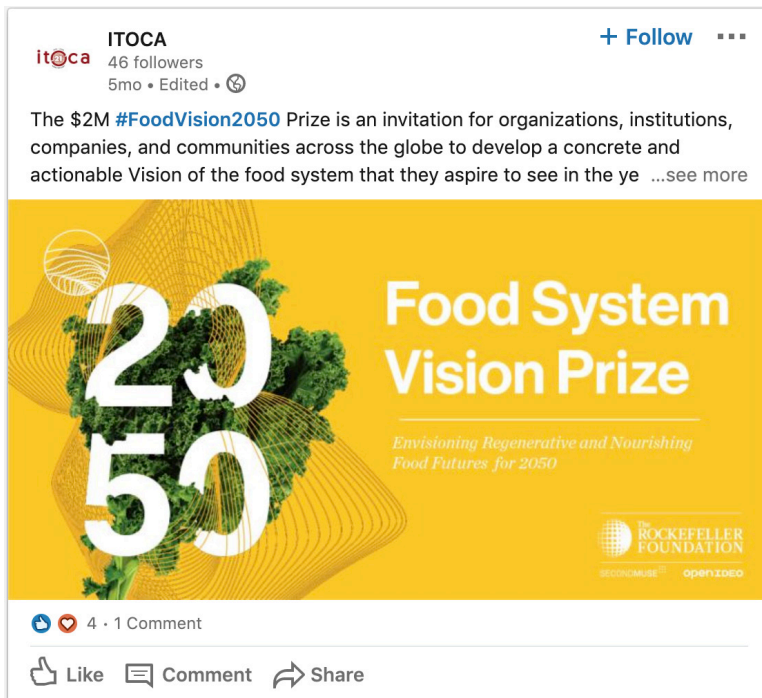 itoca
ITOCA
+ Follow
46 followers
5mo • Edited •
The $2M #FoodVision2050 Prize is an invitation for organizations, institutions,
companies, and communities across the globe to develop a concrete and
actionable Vision of the food system that they aspire to see in the ye ...see more
20
50
Food System
Vision Prize
Envisioning Regenerative and Nourishing
Food Futures for 2050
The
ROCKEFELLER
FOUNDATION
SECONDMUSE OPENIDEO
4 · 1 Comment
Like Comment Share